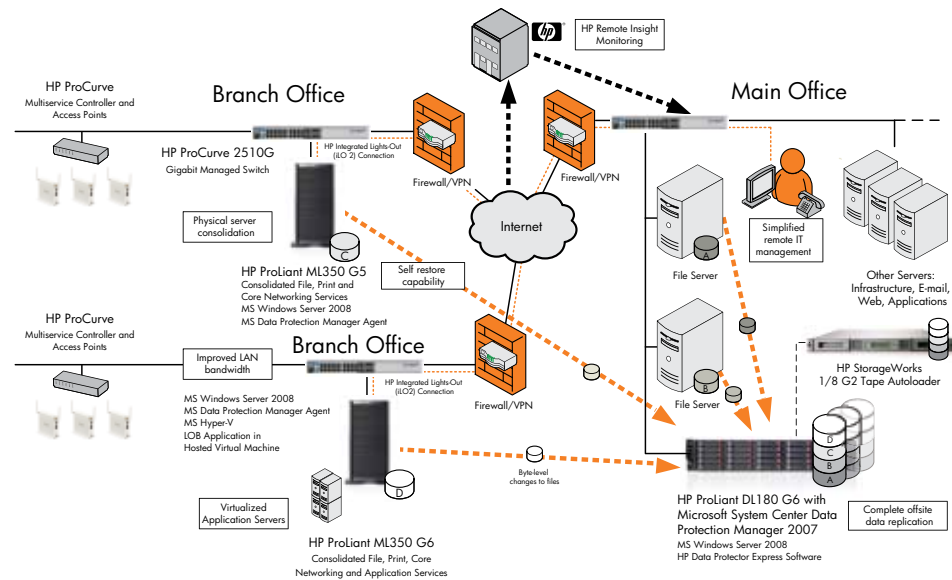 hp
HP Remote Insight
Monitoring
HP ProCurve
Multiservice Controller and
Access Points
Branch Office
Main Office
HP ProCurve 2510G
Gigabit Managed Switch
HP Integrated Lights-Out
(iLO 2) Connection
Firewall/VPN
Firewall/VPN
Internet
Physical server
consolidation
C
HP ProLiant ML350 G5
Consolidated File, Print and
Core Networking Services
MS Windows Server 2008
MS Data Protection Manager Agent
Self restore
capability
A
File Server
Simplified
remote IT
management
Other Servers:
Infrastructure, E-mail,
Web, Applications
HP ProCurve
Multiservice Controller and
Access Points
Improved LAN
bandwidth
Branch Office
HP Integrated Lights-Out
(iLO2) Connection
Firewall/VPN
MS Windows Server 2008
MS Data Protection Manager Agent
MS Hyper-V
LOB Application in
Hosted Virtual Machine
B
File Server
HP StorageWorks
1/8 G2 Tape Autoloader
D
Byte-level
changes to files
D
C
B
A
Virtualized
Application Servers
HP ProLiant ML350 G6
Consolidated File, Print, Core
Networking and Application Services
HP ProLiant DL180 G6 with
Microsoft System Center Data
Protection Manager 2007
MS Windows Server 2008
HP Data Protector Express Software
Complete offsite
data replication